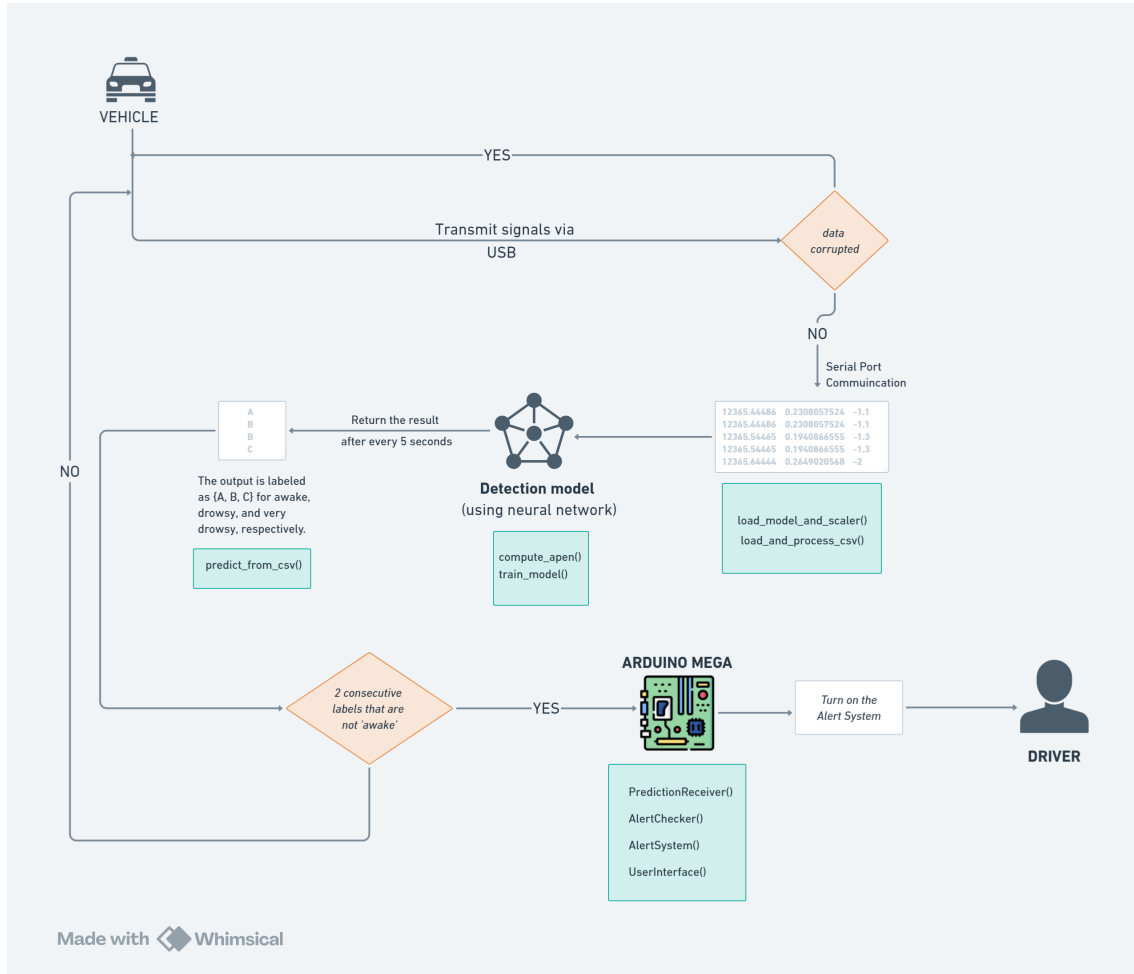 VEHICLE
YES
Transmit signals via
USB
data
corrupted
NO
Serial Port
Commuincation
12365.44486 0.2308057524 -1.1
12365.44486 0.2308057524 -1.1
12365.54465 0.1940866555 -1.3
12365.54465 0.1940866555 -1.3
12365.64444 0.2649020568 -2
load_model_and_scaler()
load_and_process_csv()
Detection model
(using neural network)
compute_apen()
train_model()
Return the result
after every 5 seconds
A
B
B
C
The output is labeled
as {A, B, C} for awake,
drowsy, and very
drowsy, respectively.
predict_from_csv()
NO
2 consecutive
labels that are
not 'awake'
YES
ARDUINO MEGA
PredictionReceiver()
AlertChecker()
AlertSystem()
UserInterface()
Turn on the
Alert System
DRIVER
Made with Whimsical